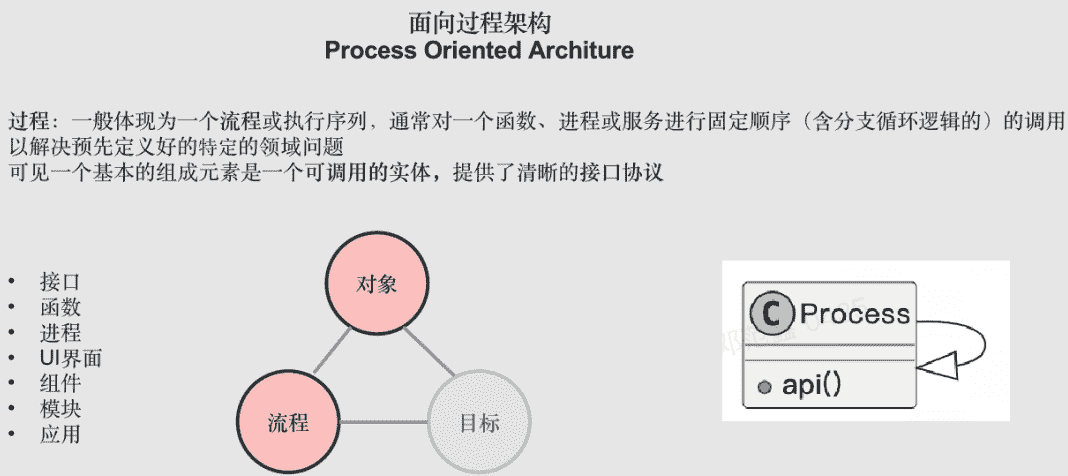 面向过程架构
Process Oriented Architure
过程：一般体现为一个流程或执行序列，通常对一个函数、进程或服务进行固定顺序（含分支循环逻辑的）的调用
以解决预先定义好的特定的领域问题
可见一个基本的组成元素是一个可调用的实体，提供了清晰的接口协议
• 接口
• 函数
• 进程
• UI界面
• 组件
• 模块
• 应用
对象
流程
目标
C Process
api()